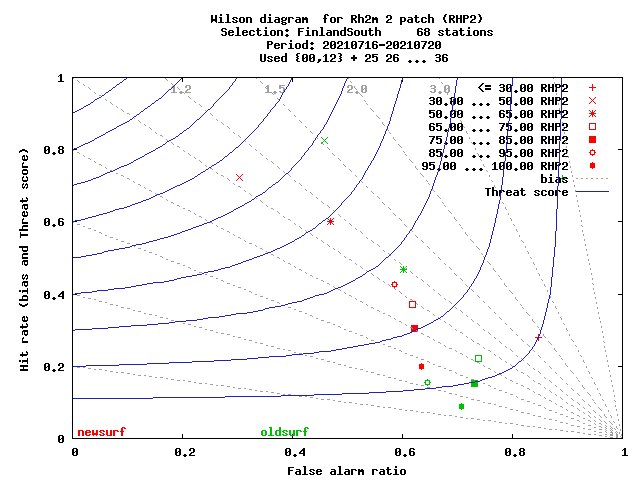 Wilson diagram  for Rh2m 2 patch (RHP2)
Selection: FinlandSouth     68 stations
Period: 20210716-20210720
Used {00,12} + 25 26 ... 36
1
0.8
0.6
0.4
0.2
0
0
0.2
0.4
0.6
0.8
1
1.2
1.5
2.0
3.0
<= 30.00 RHP2
30.00 ... 50.00 RHP2
50.00 ... 65.00 RHP2
65.00 ... 75.00 RHP2
75.00 ... 85.00 RHP2
85.00 ... 95.00 RHP2
95.00 ... 100.00 RHP2
bias
Threat score
Hit rate (bias and Threat score)
newsurf
oldsurf
False alarm ratio